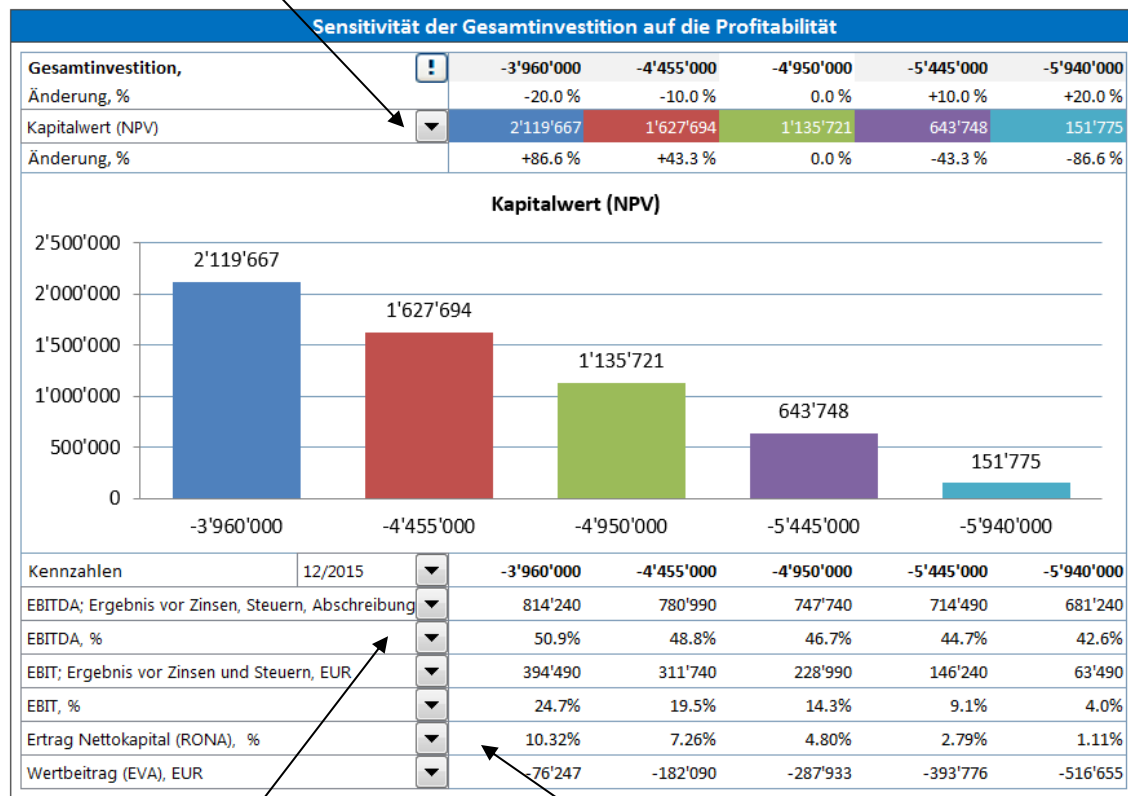 Sensitivität der Gesamtinvestition auf die Profitabilität
Gesamtinvestition, ! -3'960'000 -4'455'000 -4'950'000 -5'445'000 -5'940'000
Änderung, % -20.0 % -10.0 % 0.0 % +10.0 % +20.0 %
Kapitalwert (NPV) 2'119'667 1'627'694 1'135'721 643'748 151'775
Änderung, % +86.6 % +43.3 % 0.0 % -43.3 % -86.6 %
Kapitalwert (NPV)
2'500'000
2'000'000
1'500'000
1'000'000
500'000
0
2'119'667
1'627'694
1'135'721
643'748
151'775
-3'960'000 -4'455'000 -4'950'000 -5'445'000 -5'940'000
Kennzahlen 12/2015 -3'960'000 -4'455'000 -4'950'000 -5'445'000 -5'940'000
EBITDA; Ergebnis vor Zinsen, Steuern, Abschreibung 814'240 780'990 747'740 714'490 681'240
EBITDA, % 50.9% 48.8% 46.7% 44.7% 42.6%
EBIT; Ergebnis vor Zinsen und Steuern, EUR 394'490 311'740 228'990 146'240 63'490
EBIT, % 24.7% 19.5% 14.3% 9.1% 4.0%
Ertrag Nettokapital (RONA), % 10.32% 7.26% 4.80% 2.79% 1.11%
Wertbeitrag (EVA), EUR -76'247 -182'090 -287'933 -393'776 -516'655